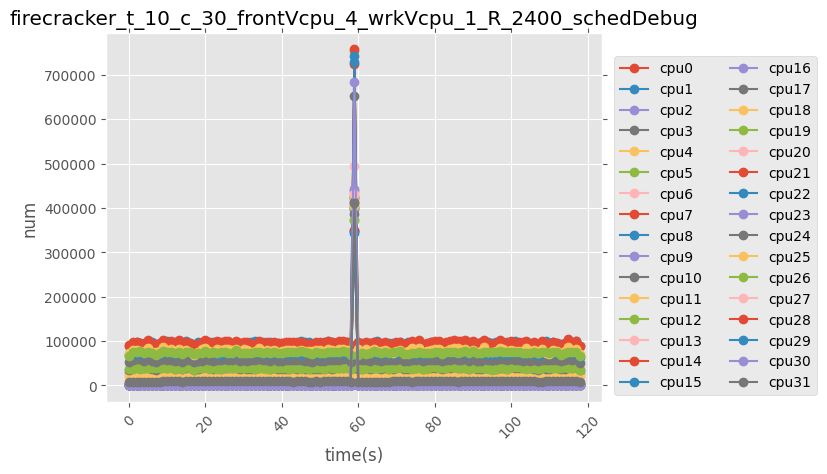 firecracker_t_10_c_30_frontVcpu_4_wrkVcpu_1_R_2400_schedDebug
700000
600000
500000
400000
300000
200000
100000
0
num
0 20 40 60 80 100 120
time(s)
cpu0 cpu16
cpu1 cpu17
cpu2 cpu18
cpu3 cpu19
cpu4 cpu20
cpu5 cpu21
cpu6 cpu22
cpu7 cpu23
cpu8 cpu24
cpu9 cpu25
cpu10 cpu26
cpu11 cpu27
cpu12 cpu28
cpu13 cpu29
cpu14 cpu30
cpu15 cpu31